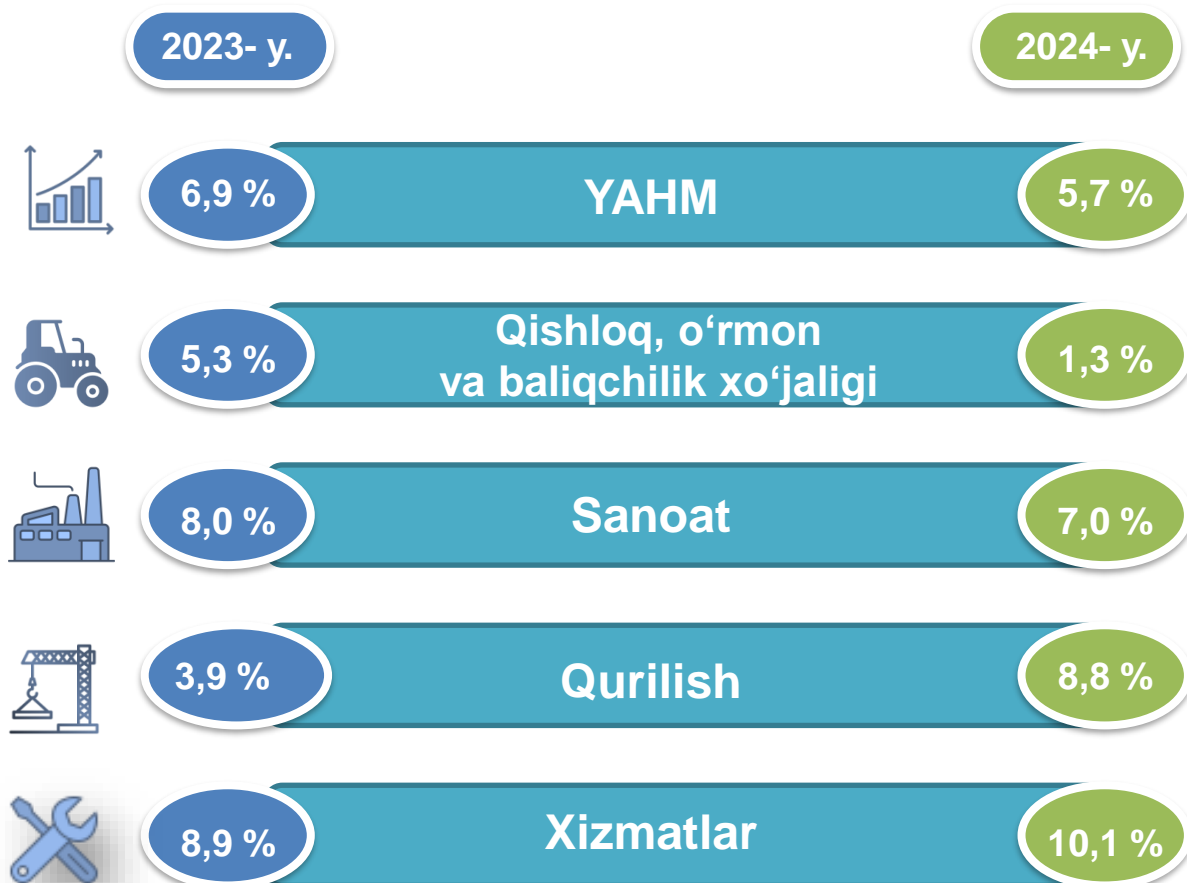 2023- y.
2024- y.
6,9 %
YAHM
5,7 %
5,3 %
Qishloq, o‘rmon
va baliqchilik xo‘jaligi
1,3 %
8,0 %
Sanoat
7,0 %
3,9 %
Qurilish
8,8 %
8,9 %
Xizmatlar
10,1 %